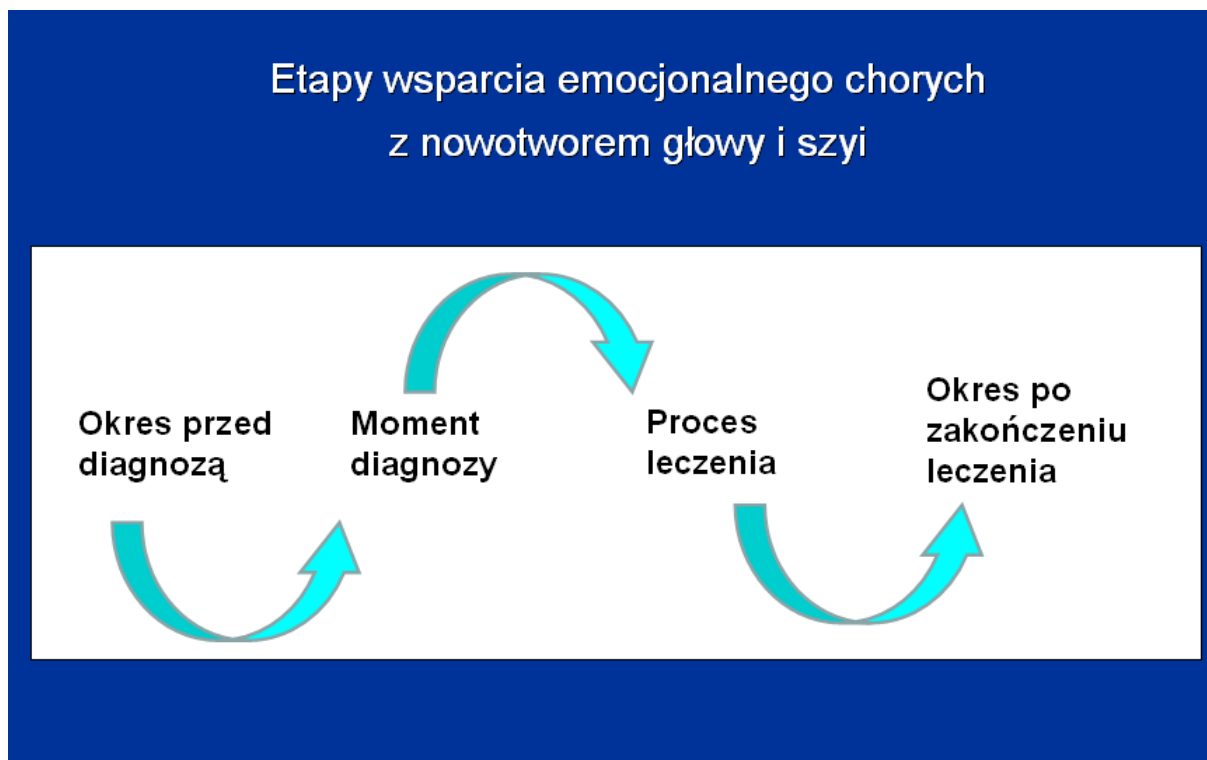 Etapy wsparcia emocjonalnego chorych
z nowotworem głowy i szyi
Okres przed
diagnozą
Moment
diagnozy
Proces
leczenia
Okres po
zakończeniu
leczenia